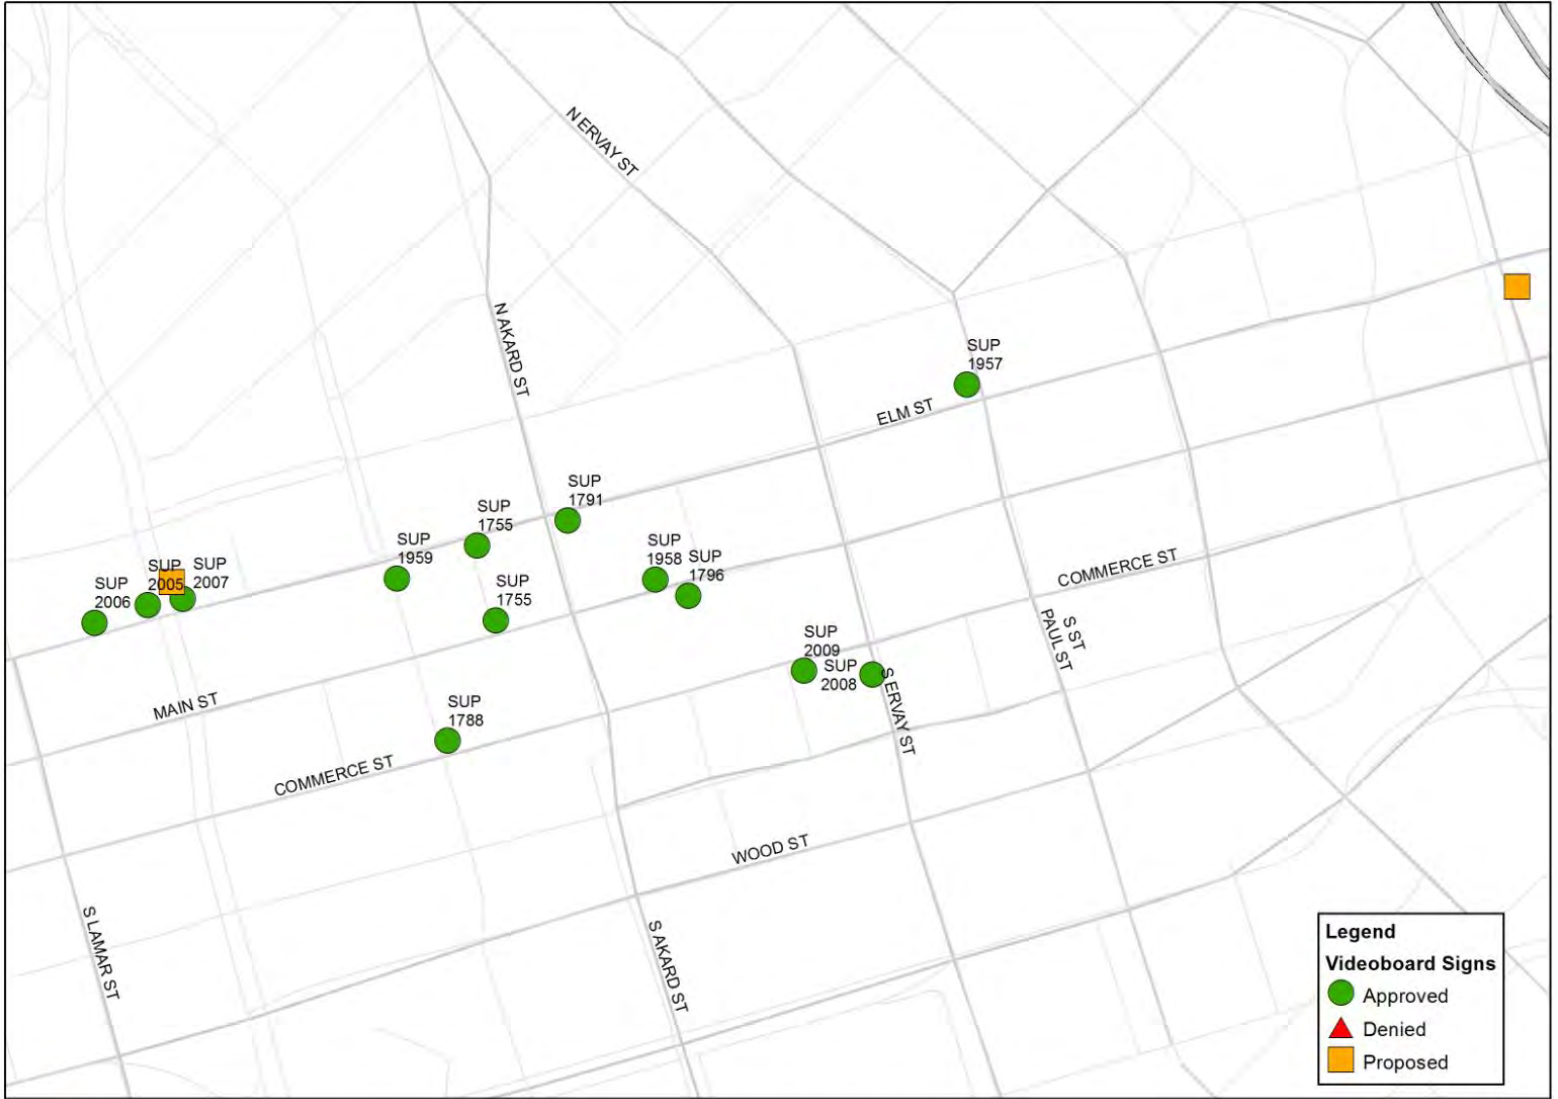 N ERVAY ST
N AKARD ST
SUP
1957
ELM ST
SUP
1791
SUP
1755
SUP
1959
SUP
1958
SUP
1796
SUP
2005
SUP
2007
SUP
2006
SUP
1755
COMMERCE ST
S ST
PAUL ST
SUP
2009
SUP
2008
S ERVAY ST
MAIN ST
SUP
1788
COMMERCE ST
WOOD ST
S LAMAR ST
S AKARD ST
Legend
Videoboard Signs
Approved
Denied
Proposed